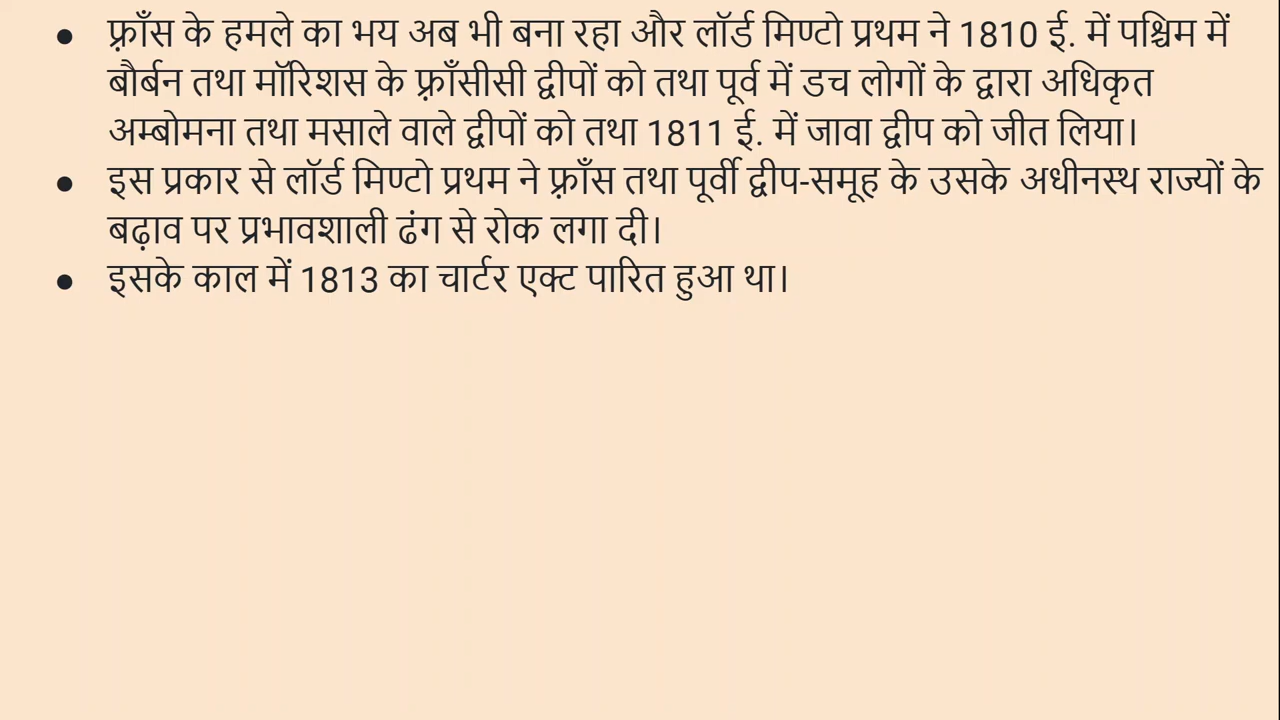 ● फ़्राँस के हमले का भय अब भी बना रहा और लॉर्ड मिण्टो प्रथम ने 1810 ई. में पश्चिम में
बौर्बन तथा मॉरिशस के फ़्राँसीसी द्वीपों को तथा पूर्व में डच लोगों के द्वारा अधिकृत
अम्बोमना तथा मसाले वाले द्वीपों को तथा 1811 ई. में जावा द्वीप को जीत लिया।
● इस प्रकार से लॉर्ड मिण्टो प्रथम ने फ़्राँस तथा पूर्वी द्वीप-समूह के उसके अधीनस्थ राज्यों के
बढ़ाव पर प्रभावशाली ढंग से रोक लगा दी।
● इसके काल में 1813 का चार्टर एक्ट पारित हुआ था।